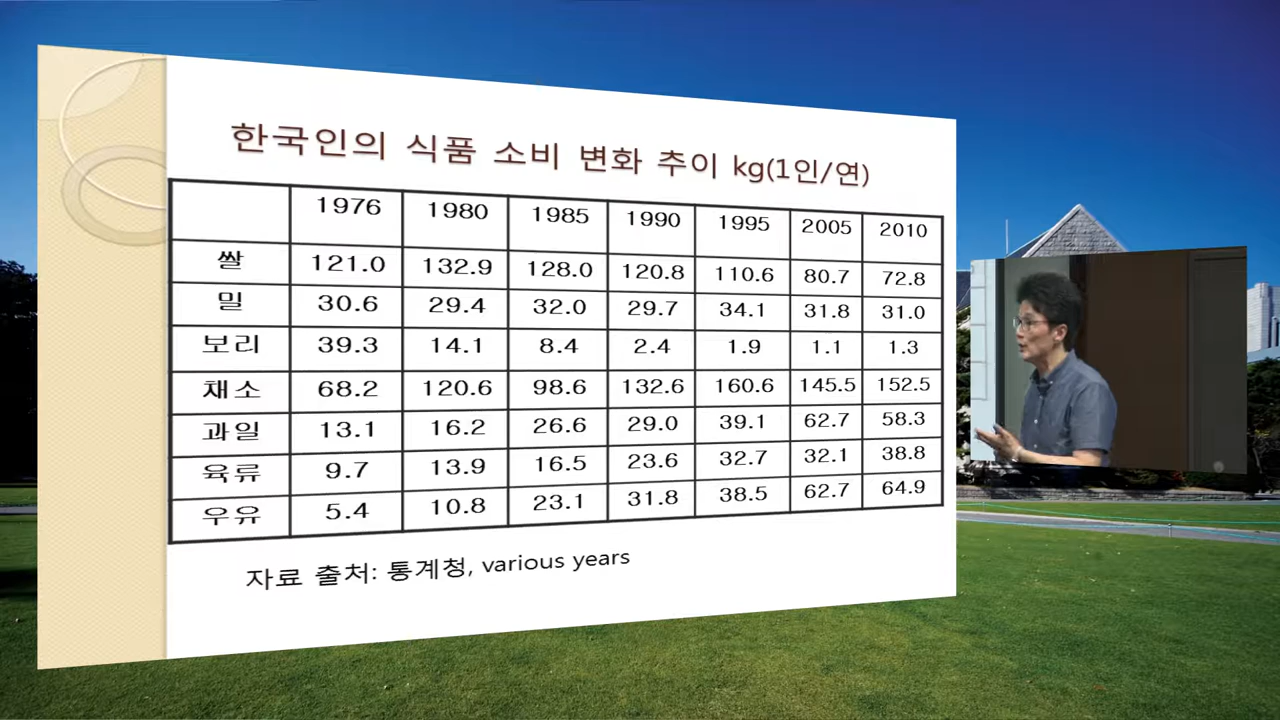 한국인의 식품 소비 변화 추이 kg(1인/연)
1976 1980 1985 1990 1995 2005 2010
쌀 121.0 132.9 128.0 120.8 110.6 80.7 72.8
밀 30.6 29.4 32.0 29.7 34.1 31.8 31.0
보리 39.3 14.1 8.4 2.4 1.9 1.1 1.3
채소 68.2 120.6 98.6 132.6 160.6 145.5 152.5
과일 13.1 16.2 26.6 29.0 39.1 62.7 58.3
육류 9.7 13.9 16.5 23.6 32.7 32.1 38.8
우유 5.4 10.8 23.1 31.8 38.5 62.7 64.9
자료 출처: 통계청, various years